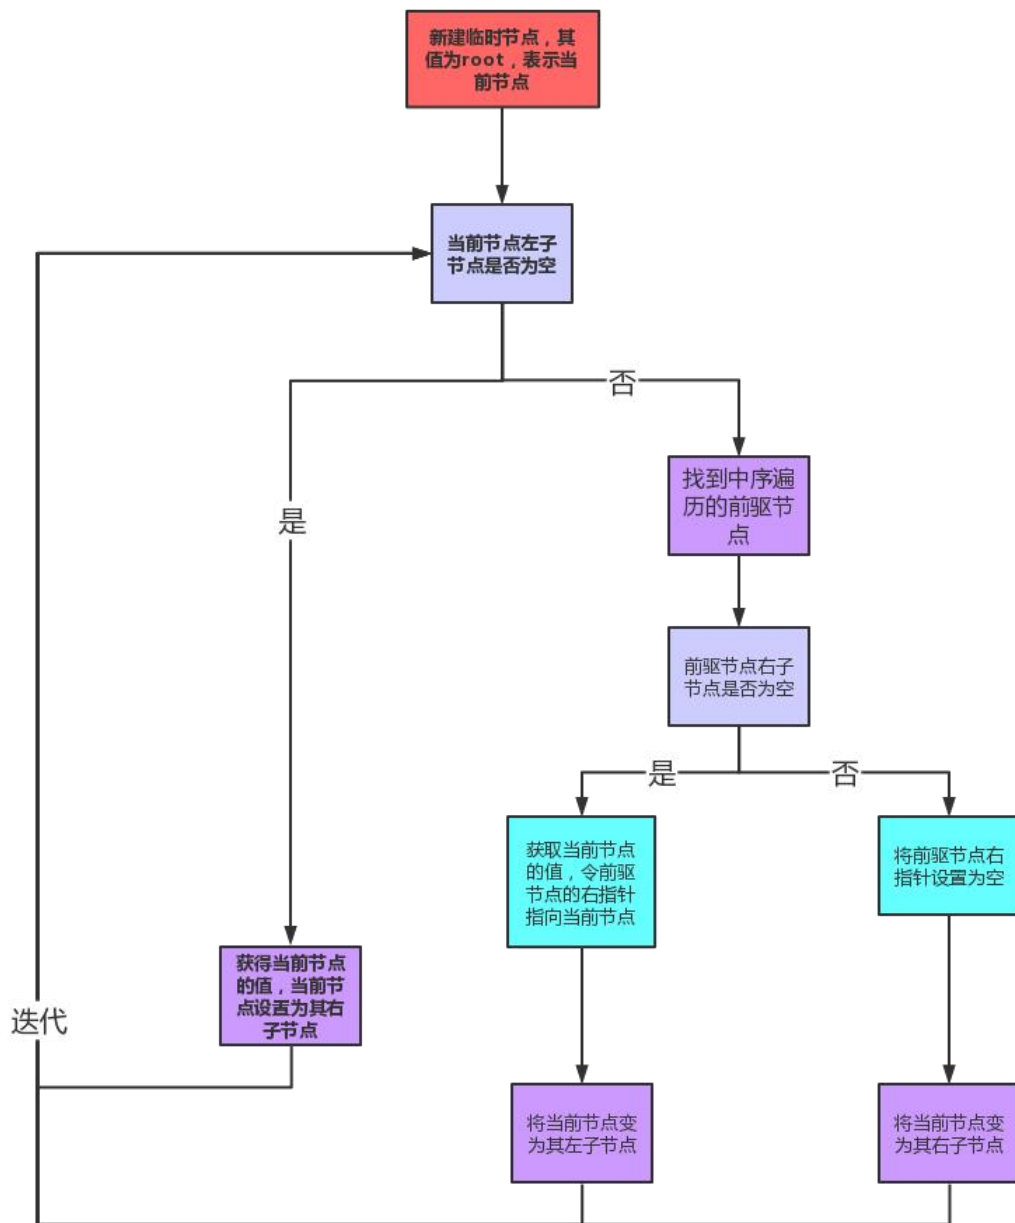 新建临时节点，其
值为root，表示当
前节点
当前节点左子
节点是否为空
否
是
找到中序遍
历的前驱节
点
前驱节点右子
节点是否为空
是
否
获取当前节点
的值，令前驱
节点的右指针
指向当前节点
将前驱节点右
指针设置为空
获得当前节点
的值，当前节
点设置为其右
子节点
迭代
将当前节点变
为其左子节点
将当前节点变
为其右子节点